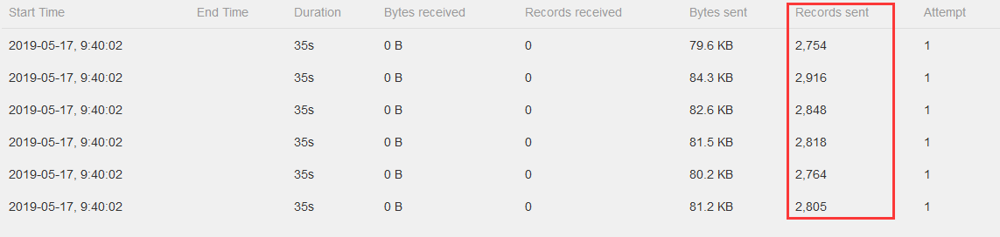 Start Time End Time Duration Bytes received Records received Bytes sent Records sent Attempt
2019-05-17, 9:40:02 35s 0 B 0 79.6 KB 2,754 1
2019-05-17, 9:40:02 35s 0 B 0 84.3 KB 2,916 1
2019-05-17, 9:40:02 35s 0 B 0 82.6 KB 2,848 1
2019-05-17, 9:40:02 35s 0 B 0 81.5 KB 2,818 1
2019-05-17, 9:40:02 35s 0 B 0 80.2 KB 2,764 1
2019-05-17, 9:40:02 35s 0 B 0 81.2 KB 2,805 1